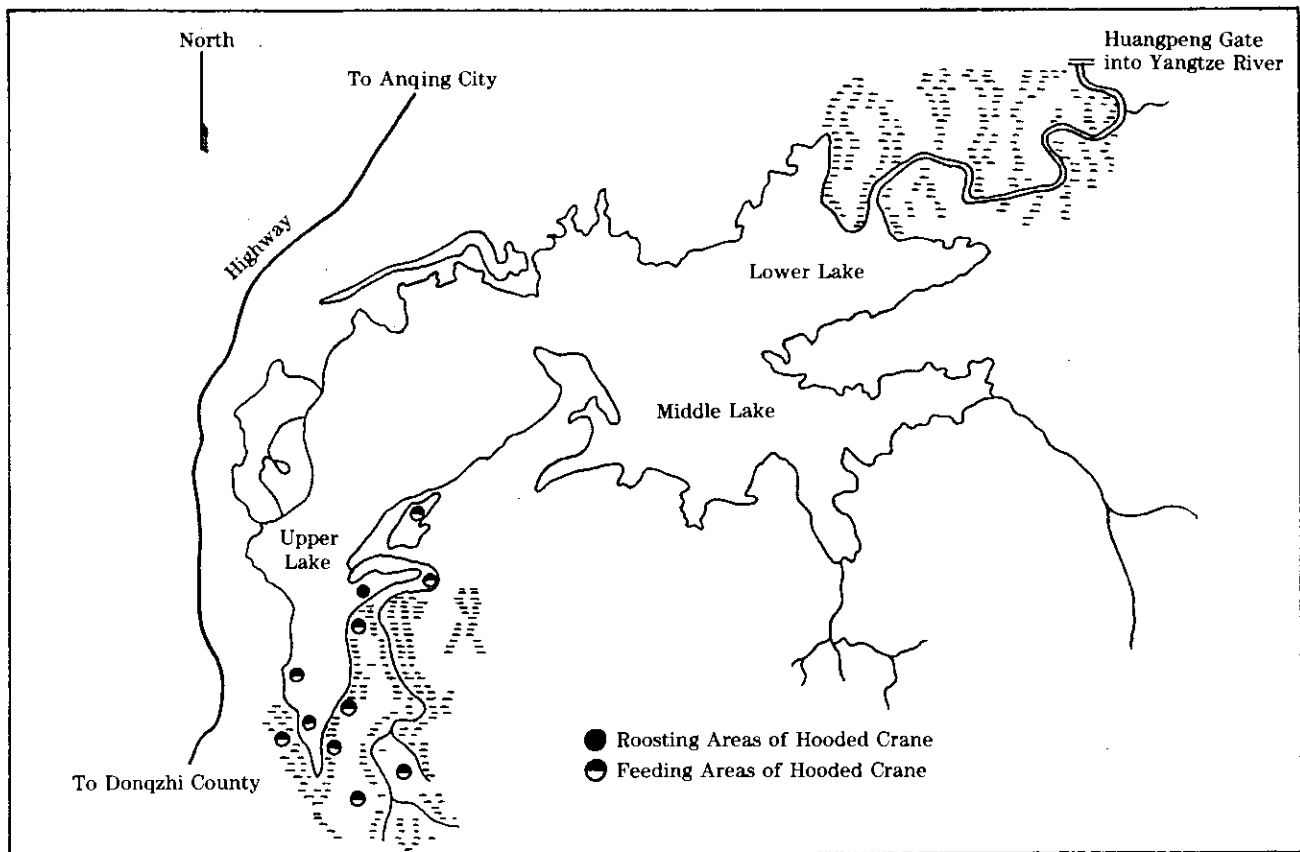 North
To Anqing City
Huangpeng Gate
into Yangtze River
Highway
Lower Lake
Middle Lake
Upper
Lake
Roosting Areas of Hooded Crane
Feeding Areas of Hooded Crane
To Donqzhi County